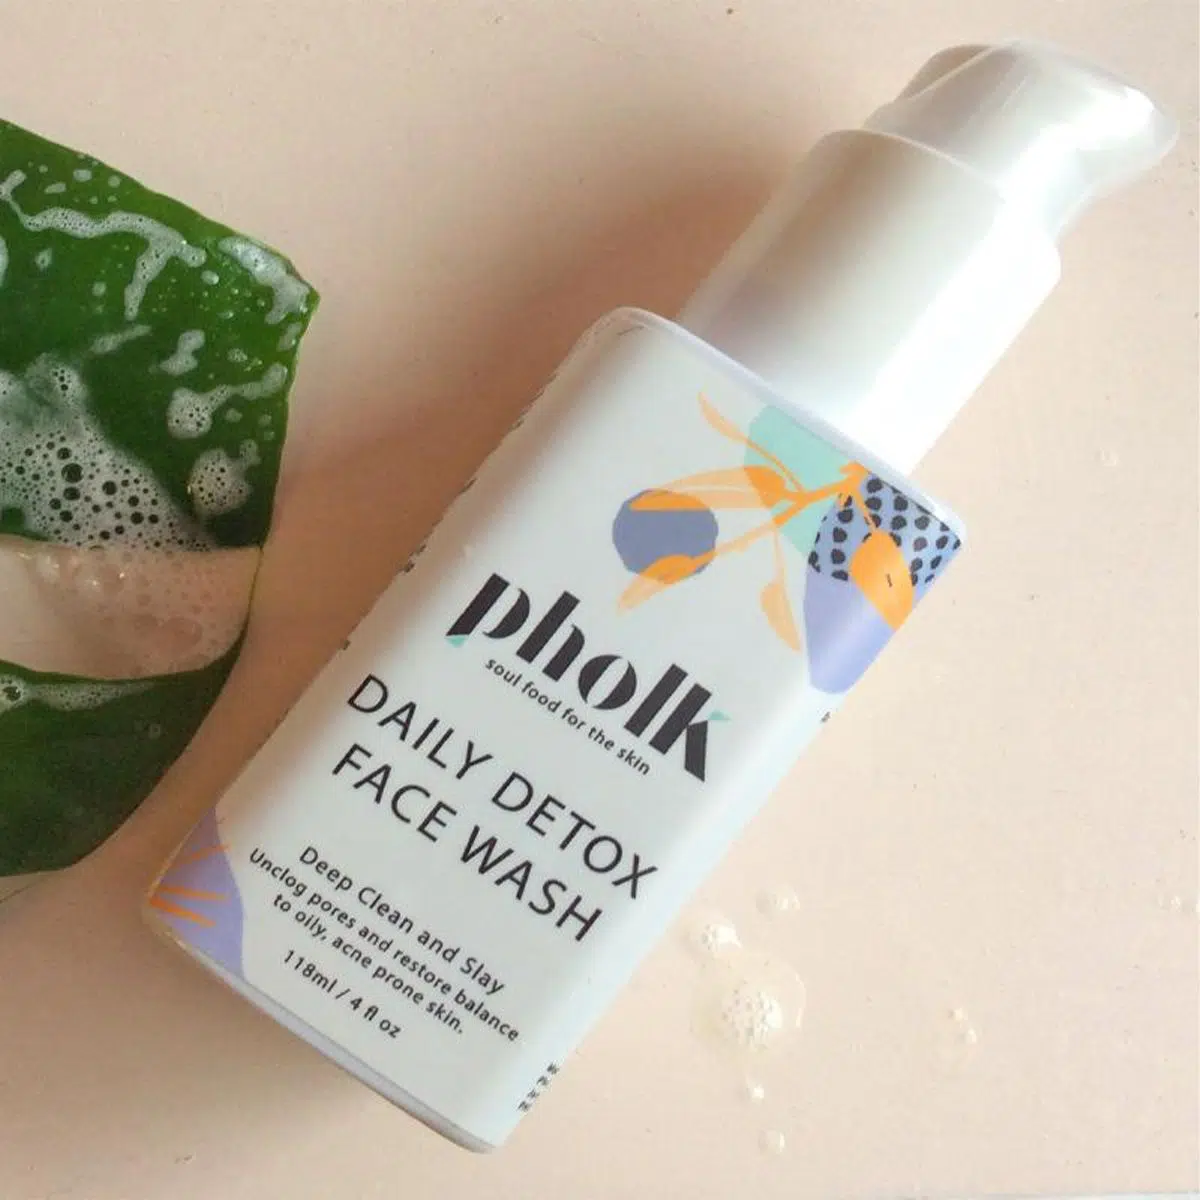 pholk
soul food for the skin
DAILY DETOX
FACE WASH
Deep Clean and Slay
Unclog pores and restore balance
to oily, acne prone skin.
118ml / 4 fl oz